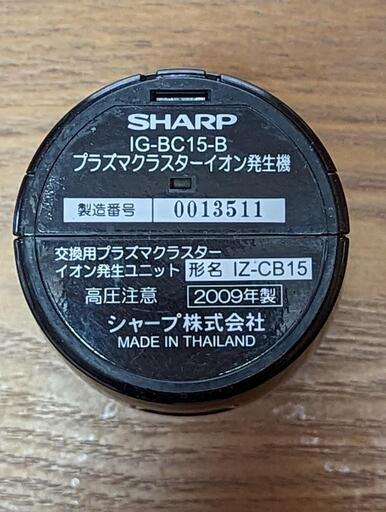 SHARP
IG-BC15-B
プラズマクラスターイオン発生機
製造番号 0013511
交換用プラズマクラスター
イオン発生ユニット 形名 IZ-CB15
高圧注意 2009年製
シャープ株式会社
MADE IN THAILAND